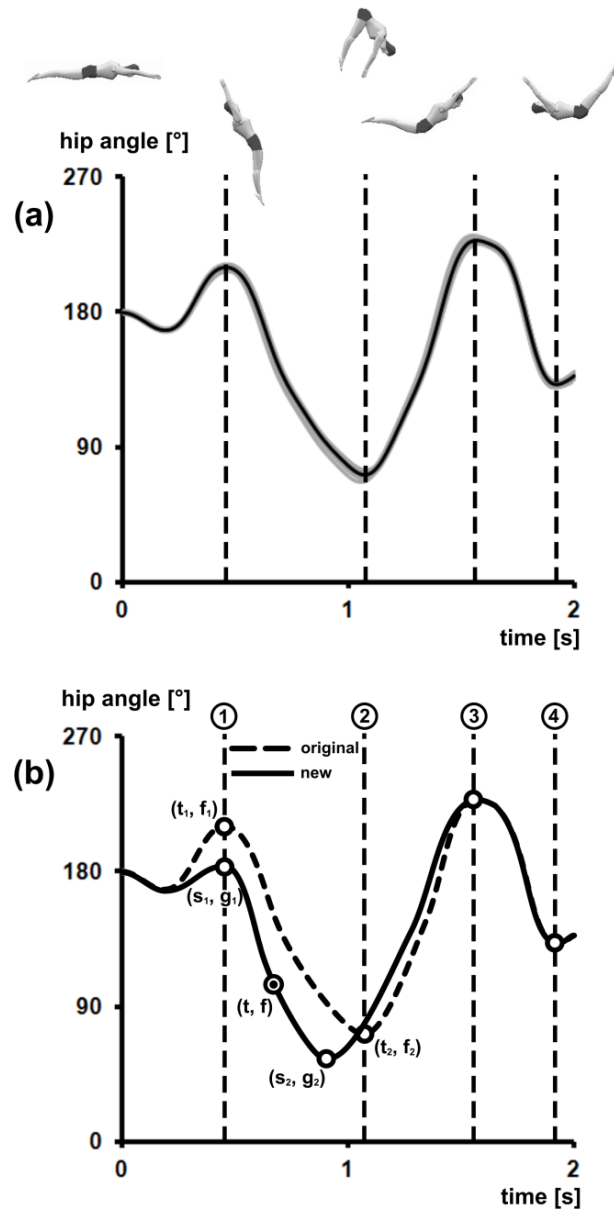 hip angle [°]
(a)
270
180
90
0
0 1 2
time [s]
hip angle [°]
(b)
270
1 2 3 4
original
new
(t₁, f₁)
180
(s₁, g₁)
(t, f)
90
(t₂, f₂)
(s₂, g₂)
0
0 1 2
time [s]